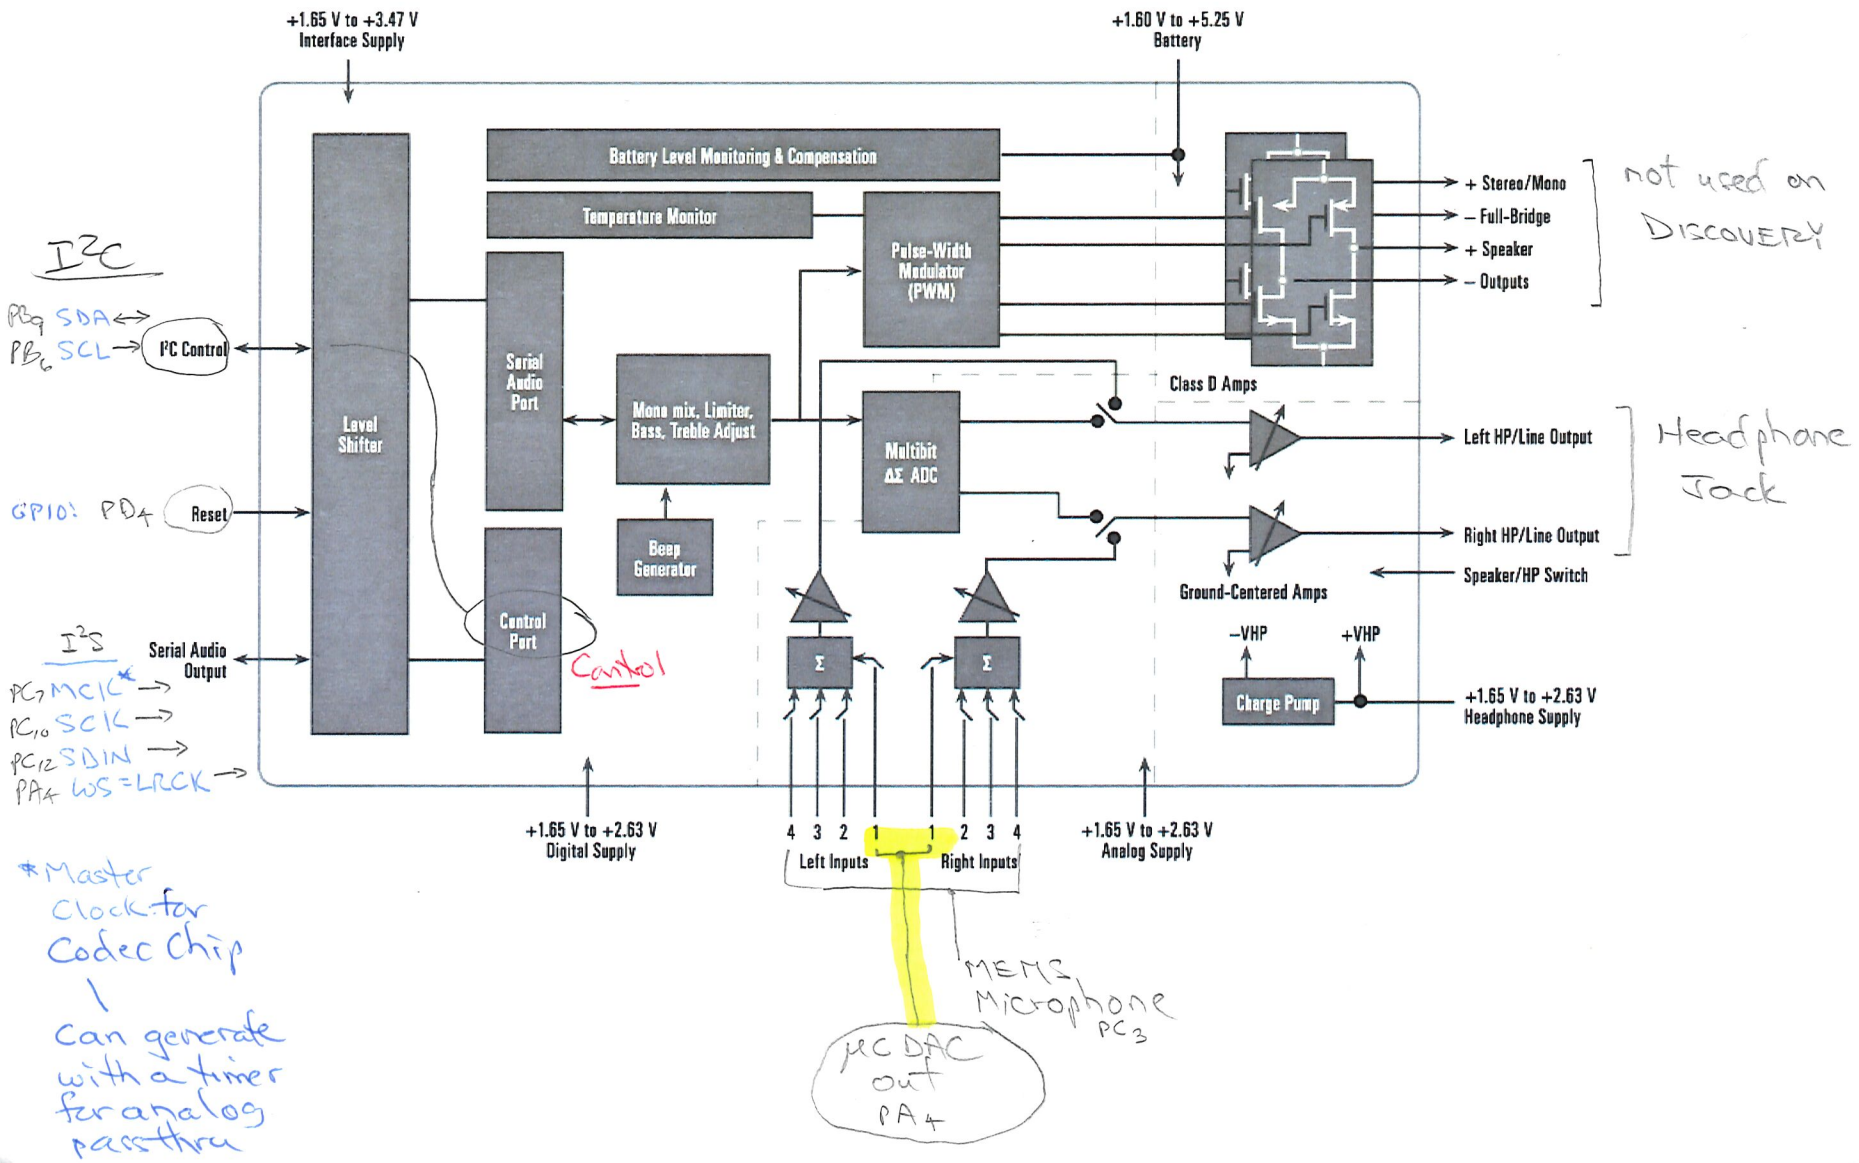 +1.65 V to +3.47 V
Interface Supply
+1.60 V to +5.25 V
Battery
Battery Level Monitoring & Compensation
Temperature Monitor
Pulse-Width
Modulator
(PWM)
+ Stereo/Mono
– Full-Bridge
+ Speaker
– Outputs
not used on
DISCOVERY
I²C
PB9 SDA ↔
PB6 SCL →
I²C Control
Level
Shifter
Serial
Audio
Port
Mono mix, Limiter,
Bass, Treble Adjust
Multibit
ΔΣ ADC
Class D Amps
Left HP/Line Output
Headphone
Jack
GPIO: PD4
Reset
Beep
Generator
Right HP/Line Output
Speaker/HP Switch
Ground-Centered Amps
Control
Port
Control
I²S
Serial Audio
Output
PC7 MCLK* →
PC10 SCLK →
PC12 SDIN →
PA4 WS=LRCK →
Σ
Σ
–VHP
+VHP
Charge Pump
+1.65 V to +2.63 V
Headphone Supply
+1.65 V to +2.63 V
Digital Supply
4 3 2 1
Left Inputs
1 2 3 4
Right Inputs
+1.65 V to +2.63 V
Analog Supply
*Master
Clock for
Codec Chip
Can generate
with a timer
for analog
passthru
MEMS
Microphone
PC3
μC DAC
out
PA4